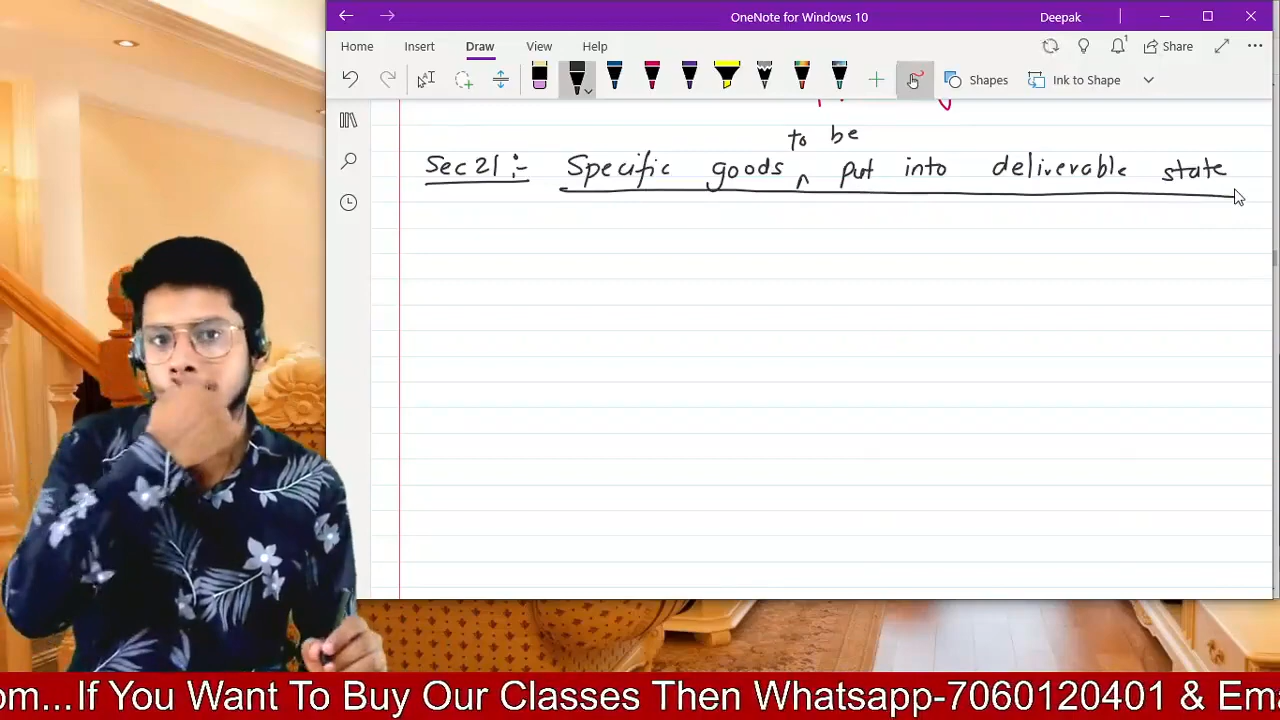 OneNote for Windows 10
Deepak
Home Insert Draw View Help
Share
Shapes
Ink to Shape
to be
Sec 21 :- Specific goods ^ put into deliverable state
om...If You Want To Buy Our Classes Then Whatsapp-7060120401 & Ema